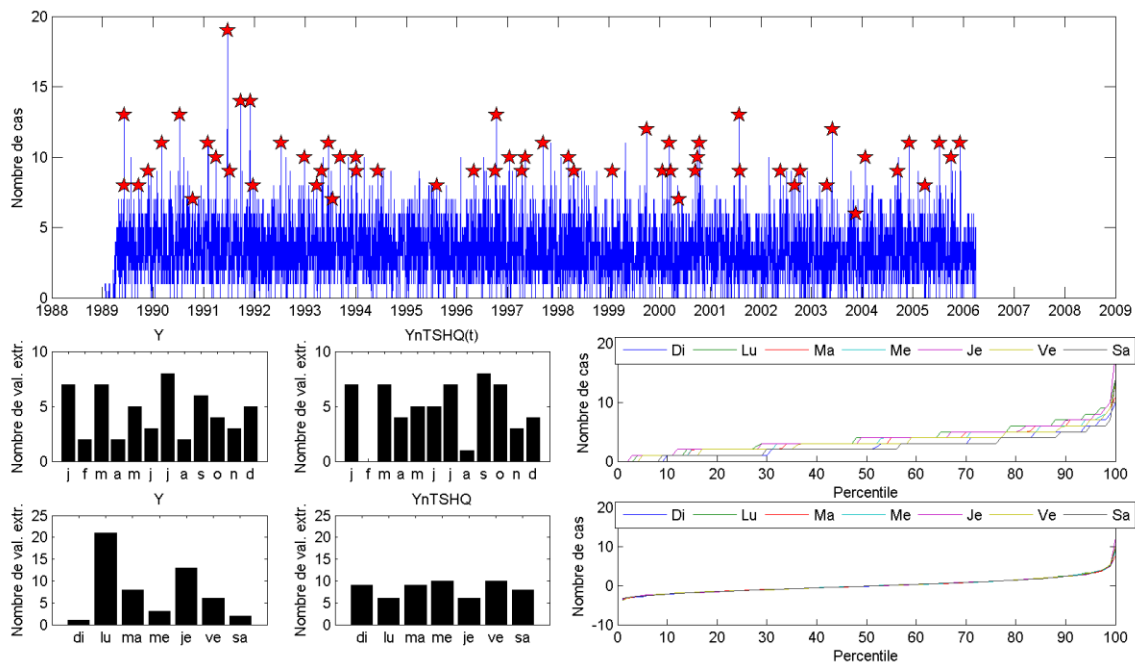 20
15
10
5
0
Nombre de cas
1988 1989 1990 1991 1992 1993 1994 1995 1996 1997 1998 1999 2000 2001 2002 2003 2004 2005 2006 2007 2008 2009
Y
10
5
0
Nombre de val. extr.
j f m a m j j a s o n d
YnTSHQ(t)
10
5
0
Nombre de val. extr.
j f m a m j j a s o n d
20
10
0
Nombre de cas
Di Lu Ma Me Je Ve Sa
0 10 20 30 40 50 60 70 80 90 100
Percentile
Y
25
20
15
10
5
0
Nombre de val. extr.
di lu ma me je ve sa
YnTSHQ
25
20
15
10
5
0
Nombre de val. extr.
di lu ma me je ve sa
20
10
0
-10
Nombre de cas
Di Lu Ma Me Je Ve Sa
0 10 20 30 40 50 60 70 80 90 100
Percentile